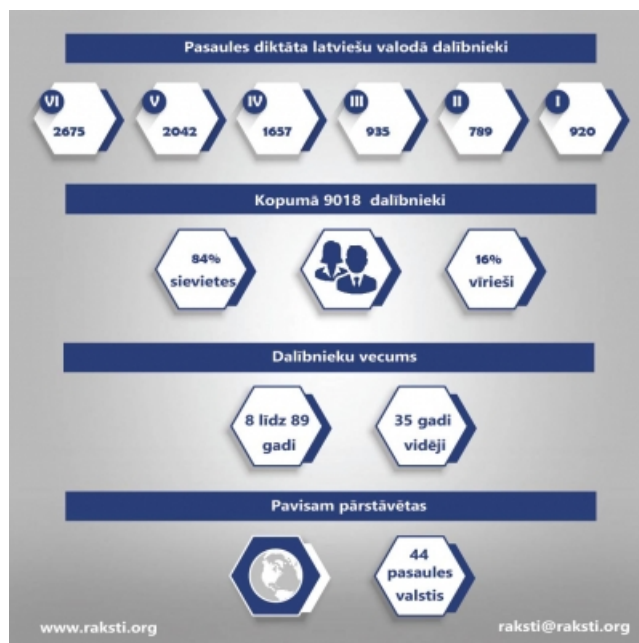 Pasaules diktāta latviešu valodā dalībnieki
VI V IV III II I
2675 2042 1657 935 789 920
Kopumā 9018 dalībnieki
84%
sievietes
16%
vīrieši
Dalībnieku vecums
8 līdz 89
gadi
35 gadi
vidēji
Pavisam pārstāvētas
44
pasaules
valstis
www.raksti.org
raksti@raksti.org